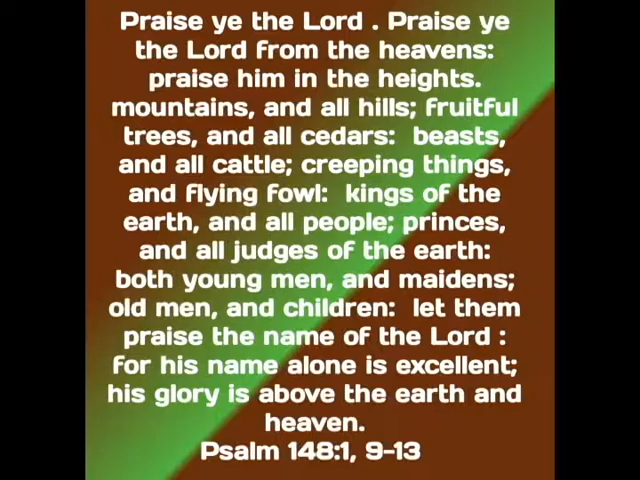 Praise ye the Lord . Praise ye
the Lord from the heavens:
praise him in the heights.
mountains, and all hills; fruitful
trees, and all cedars: beasts,
and all cattle; creeping things,
and flying fowl: kings of the
earth, and all people; princes,
and all judges of the earth:
both young men, and maidens;
old men, and children: let them
praise the name of the Lord :
for his name alone is excellent;
his glory is above the earth and
heaven.
Psalm 148:1, 9-13